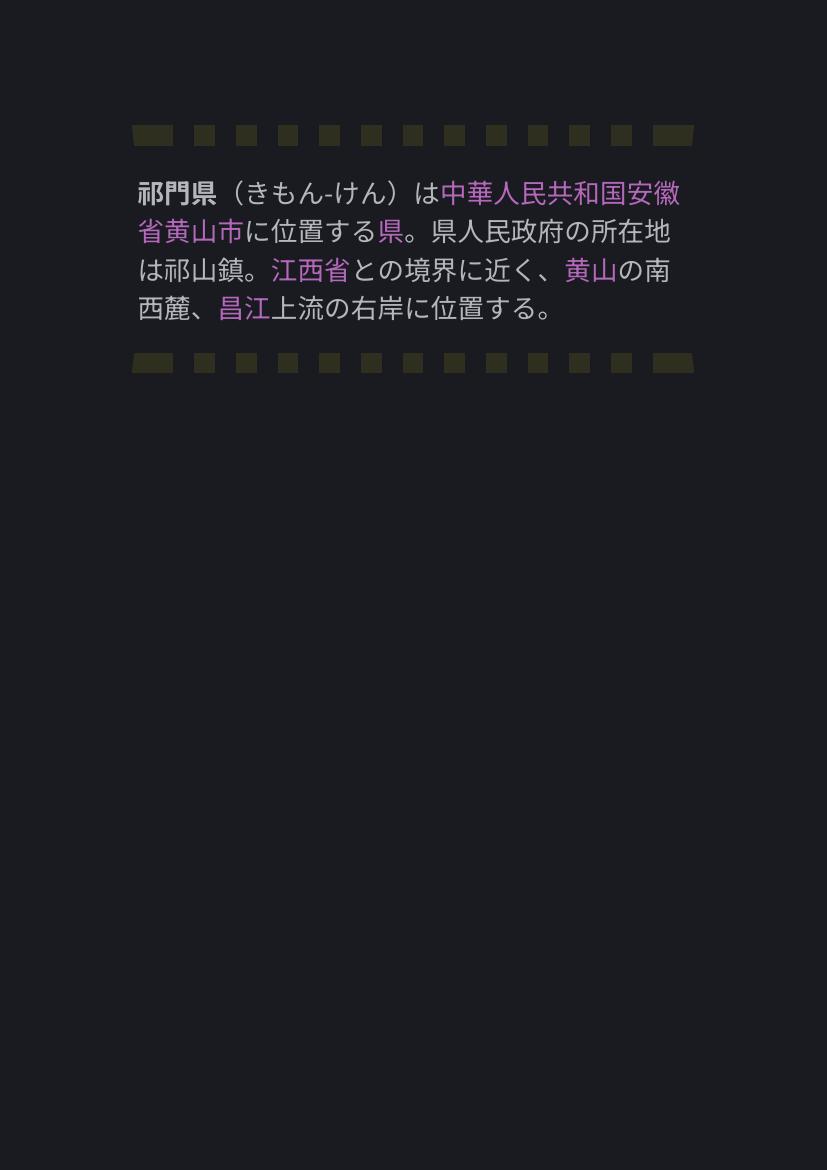 祁門県（きもん-けん）は中華人民共和国安徽
省黄山市に位置する県。県人民政府の所在地
は祁山鎮。江西省との境界に近く、黄山の南
西麓、昌江上流の右岸に位置する。